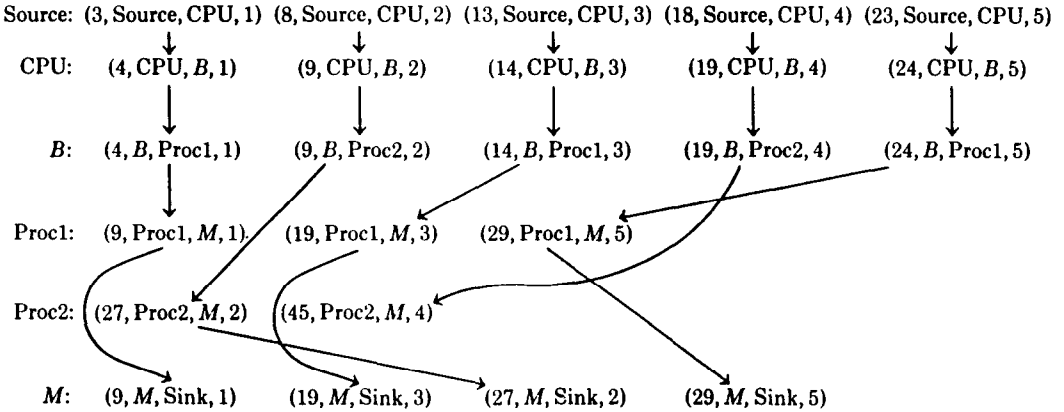 Source: (3, Source, CPU, 1) (8, Source, CPU, 2) (13, Source, CPU, 3) (18, Source, CPU, 4) (23, Source, CPU, 5)
CPU: (4, CPU, B, 1) (9, CPU, B, 2) (14, CPU, B, 3) (19, CPU, B, 4) (24, CPU, B, 5)
B: (4, B, Proc1, 1) (9, B, Proc2, 2) (14, B, Proc1, 3) (19, B, Proc2, 4) (24, B, Proc1, 5)
Proc1: (9, Proc1, M, 1) (19, Proc1, M, 3) (29, Proc1, M, 5)
Proc2: (27, Proc2, M, 2) (45, Proc2, M, 4)
M: (9, M, Sink, 1) (19, M, Sink, 3) (27, M, Sink, 2) (29, M, Sink, 5)